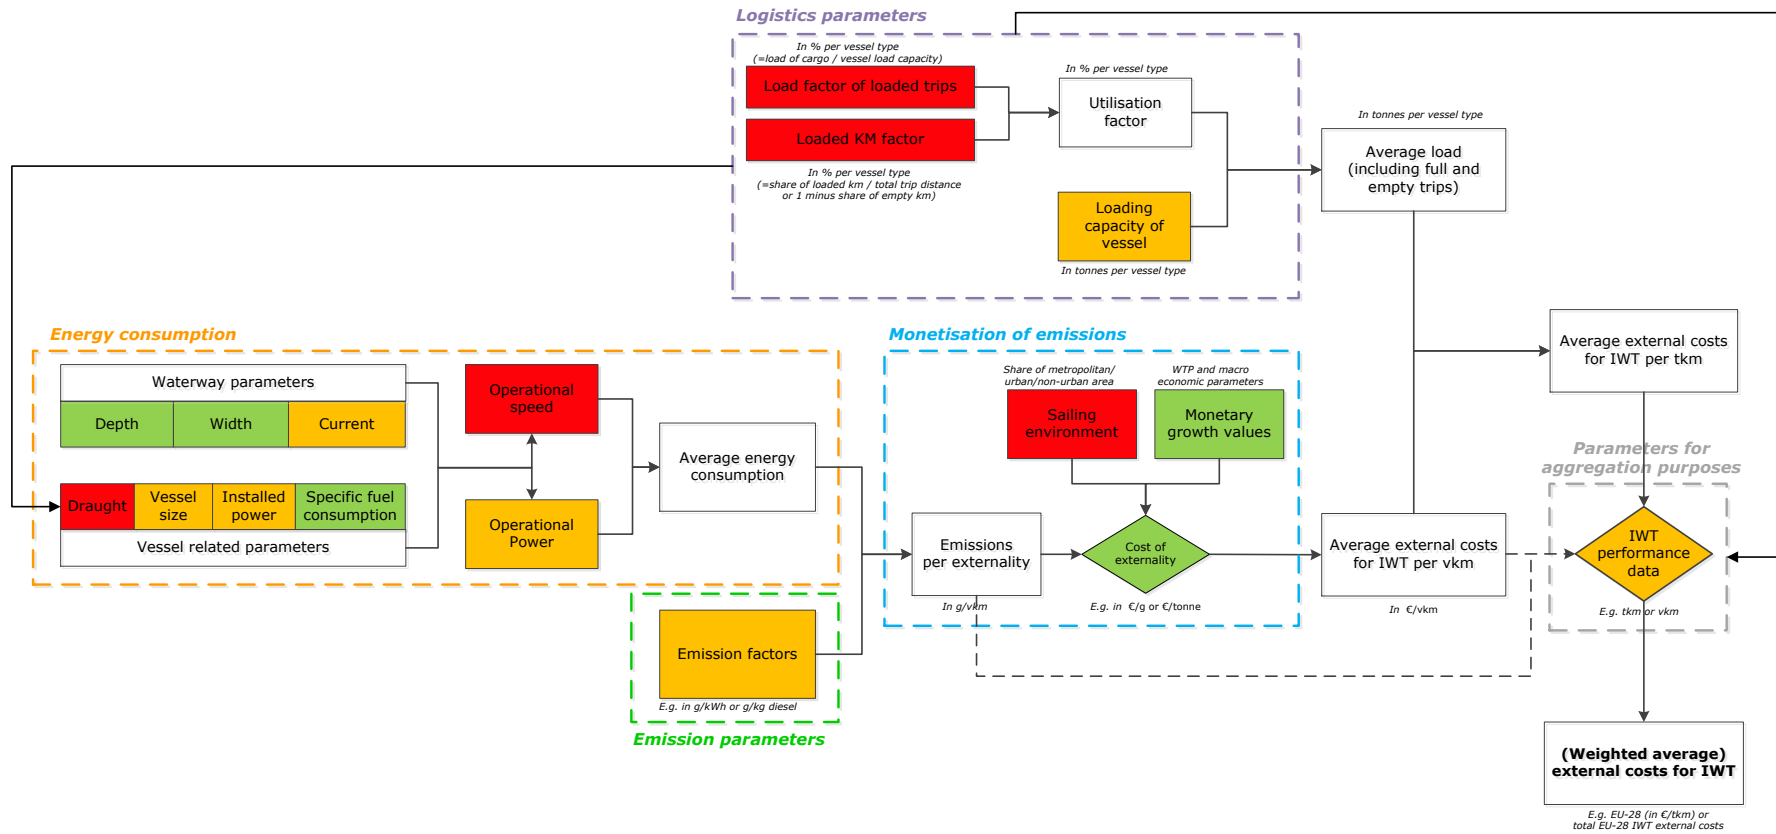 Logistics parameters
In % per vessel type
(=load of cargo / vessel load capacity)
Load factor of loaded trips
Loaded KM factor
In % per vessel type
(=share of loaded km / total trip distance
or 1 minus share of empty km)
In % per vessel type
Utilisation
factor
Loading
capacity of
vessel
In tonnes per vessel type
In tonnes per vessel type
Average load
(including full and
empty trips)
Energy consumption
Waterway parameters
Depth
Width
Current
Draught
Vessel
size
Installed
power
Specific fuel
consumption
Vessel related parameters
Operational
speed
Operational
Power
Average energy
consumption
Emission factors
E.g. in g/kWh or g/kg diesel
Emission parameters
Monetisation of emissions
Share of metropolitan/
urban/non-urban area
Sailing
environment
WTP and macro
economic parameters
Monetary
growth values
Emissions
per externality
In g/vkm
Cost of
externality
E.g. in €/g or €/tonne
Average external costs
for IWT per vkm
In €/vkm
Average external costs
for IWT per tkm
Parameters for
aggregation purposes
IWT
performance
data
E.g. tkm or vkm
(Weighted average)
external costs for IWT
E.g. EU-28 (in €/tkm) or
total EU-28 IWT external costs